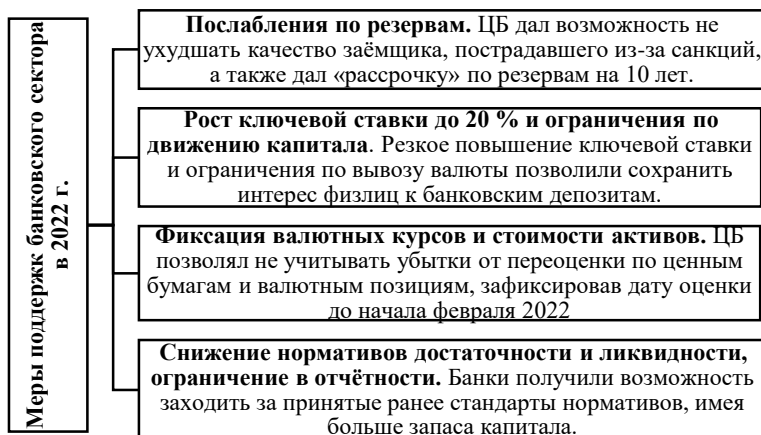 Меры поддержк банковского сектора
в 2022 г.
Послабления по резервам. ЦБ дал возможность не
ухудшать качество заёмщика, пострадавшего из-за санкций,
а также дал «рассрочку» по резервам на 10 лет.
Рост ключевой ставки до 20 % и ограничения по
движению капитала. Резкое повышение ключевой ставки
и ограничения по вывозу валюты позволили сохранить
интерес физлиц к банковским депозитам.
Фиксация валютных курсов и стоимости активов. ЦБ
позволял не учитывать убытки от переоценки по ценным
бумагам и валютным позициям, зафиксировав дату оценки
до начала февраля 2022
Снижение нормативов достаточности и ликвидности,
ограничение в отчётности. Банки получили возможность
заходить за принятые ранее стандарты нормативов, имея
больше запаса капитала.